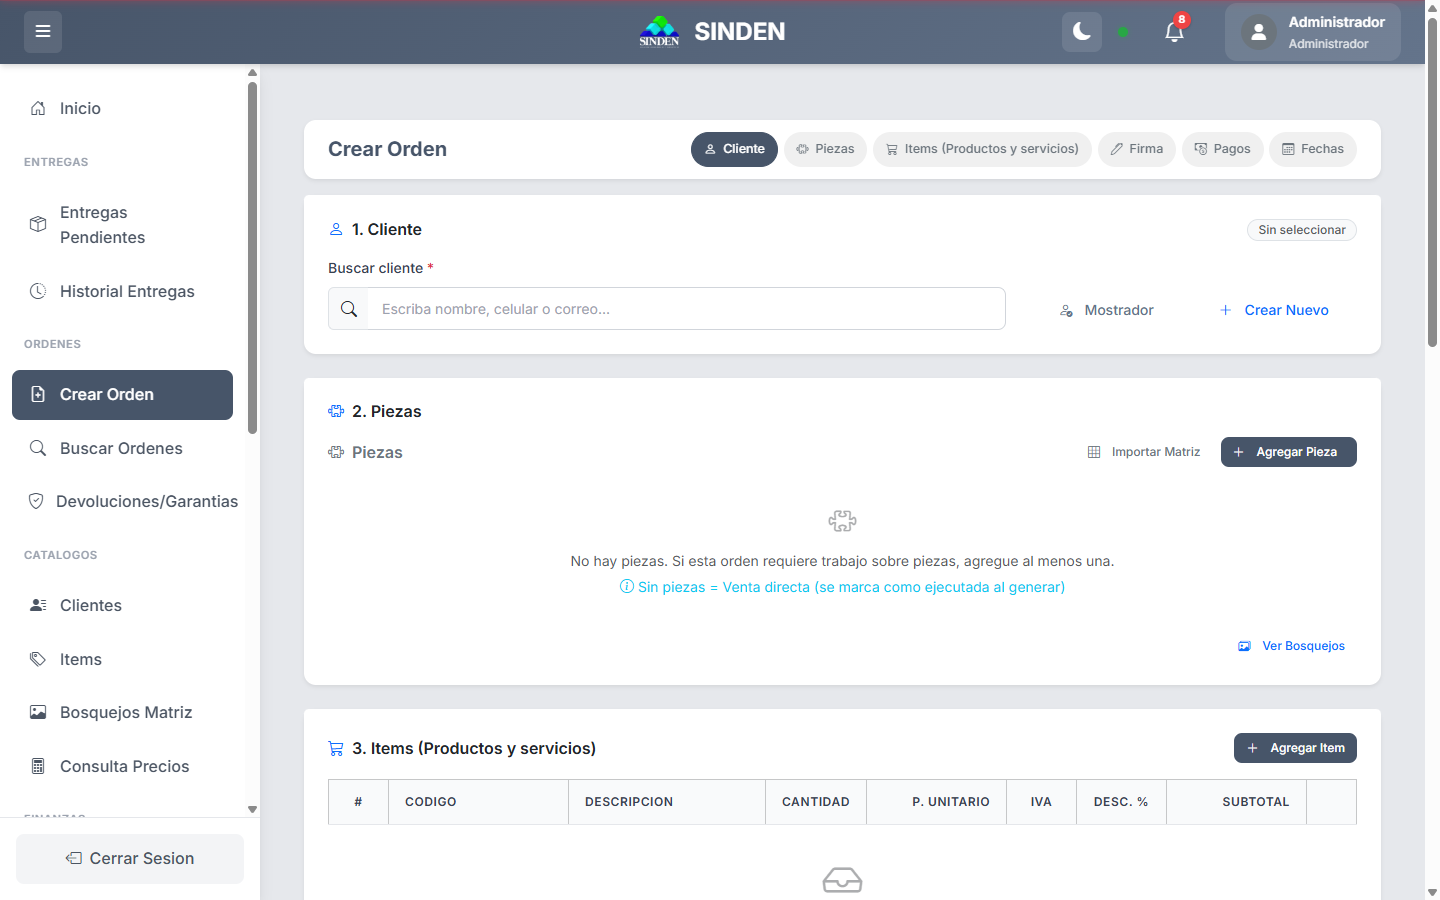 SINDEN
SINDEN
8
Administrador
Administrador
Inicio
ENTREGAS
Entregas
Pendientes
Historial Entregas
ORDENES
Crear Orden
Buscar Ordenes
Devoluciones/Garantias
CATALOGOS
Clientes
Items
Bosquejos Matriz
Consulta Precios
FINANZAS
Cerrar Sesion
Crear Orden
Cliente
Piezas
Items (Productos y servicios)
Firma
Pagos
Fechas
1. Cliente
Sin seleccionar
Buscar cliente *
Escriba nombre, celular o correo...
Mostrador
Crear Nuevo
2. Piezas
Piezas
Importar Matriz
Agregar Pieza
No hay piezas. Si esta orden requiere trabajo sobre piezas, agregue al menos una.
Sin piezas = Venta directa (se marca como ejecutada al generar)
Ver Bosquejos
3. Items (Productos y servicios)
Agregar Item
# CODIGO DESCRIPCION CANTIDAD P. UNITARIO IVA DESC. % SUBTOTAL